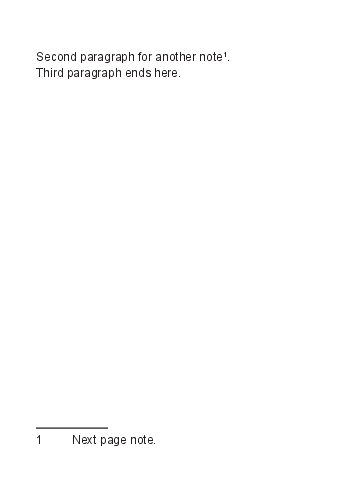 Second paragraph for another note¹.
Third paragraph ends here.
1 Next page note.